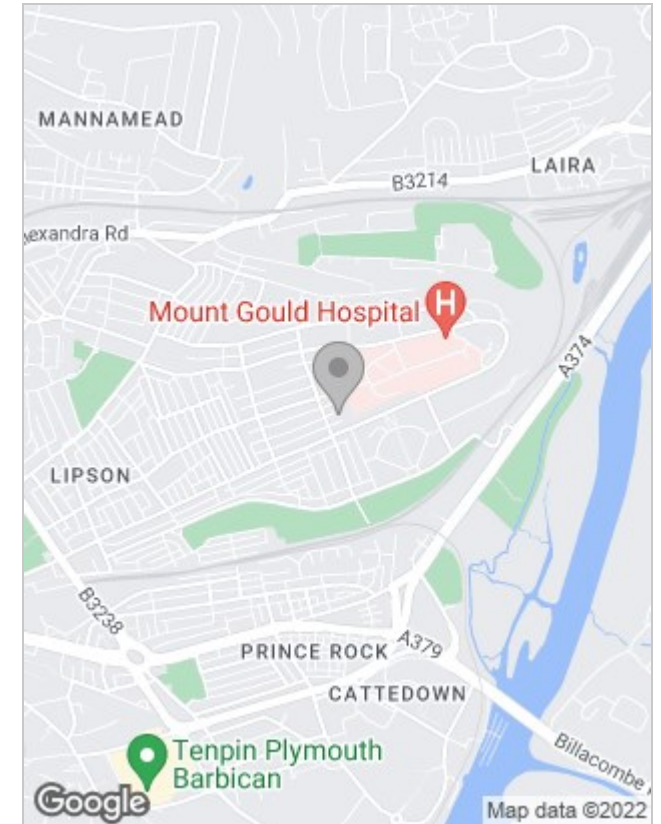 MANNAMEAD
LAIRA
B3214
exandra Rd
Mount Gould Hospital
H
A374
LIPSON
B3238
PRINCE ROCK
A379
CATTEDOWN
Tenpin Plymouth
Barbican
Billacombe
Google
Map data ©2022